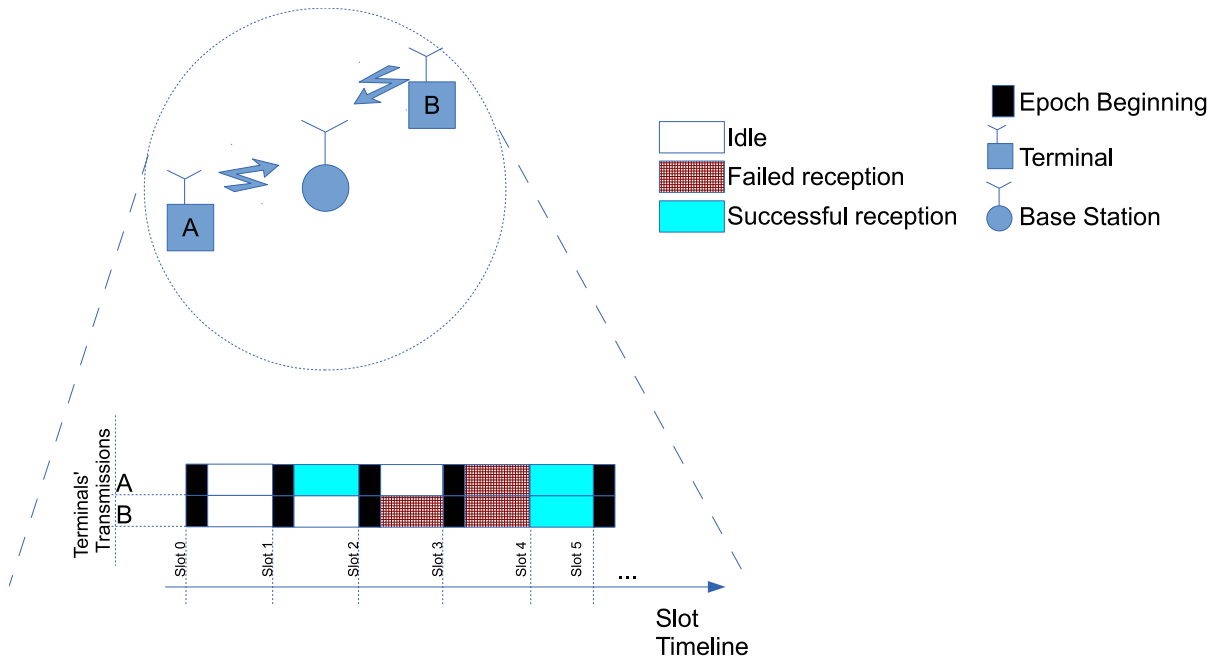 B
A
Idle
Failed reception
Successful reception
Epoch Beginning
Terminal
Base Station
Terminals'
Transmissions
A
B
Slot 0
Slot 1
Slot 2
Slot 3
Slot 4
Slot 5
...
Slot
Timeline